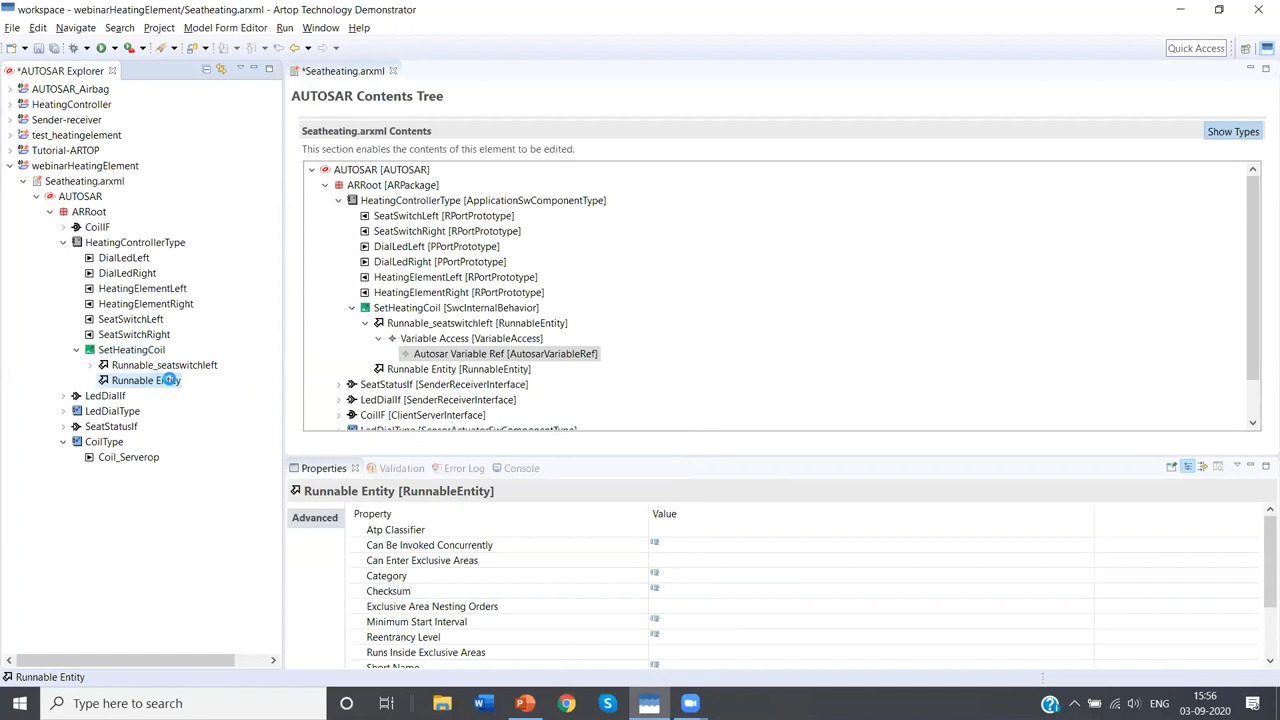 workspace - webinarHeatingElement/Seatheating.arxml - Artop Technology Demonstrator
File Edit Navigate Search Project Model Form Editor Run Window Help
Quick Access
*AUTOSAR Explorer
AUTOSAR_Airbag
HeatingController
Sender-receiver
test_heatingelement
Tutorial-ARTOP
webinarHeatingElement
Seatheating.arxml
AUTOSAR
ARRoot
CoilIF
HeatingControllerType
DialLedLeft
DialLedRight
HeatingElementLeft
HeatingElementRight
SeatSwitchLeft
SeatSwitchRight
SetHeatingCoil
Runnable_seatswitchleft
Runnable Entity
LedDialIf
LedDialType
SeatStatusIf
CoilType
Coil_Serverop
*Seatheating.arxml
AUTOSAR Contents Tree
Seatheating.arxml Contents
Show Types
This section enables the contents of this element to be edited.
AUTOSAR [AUTOSAR]
ARRoot [ARPackage]
HeatingControllerType [ApplicationSwComponentType]
SeatSwitchLeft [RPortPrototype]
SeatSwitchRight [RPortPrototype]
DialLedLeft [PPortPrototype]
DialLedRight [PPortPrototype]
HeatingElementLeft [RPortPrototype]
HeatingElementRight [RPortPrototype]
SetHeatingCoil [SwcInternalBehavior]
Runnable_seatswitchleft [RunnableEntity]
Variable Access [VariableAccess]
Autosar Variable Ref [AutosarVariableRef]
Runnable Entity [RunnableEntity]
SeatStatusIf [SenderReceiverInterface]
LedDialIf [SenderReceiverInterface]
CoilIF [ClientServerInterface]
LedDialType [SensorActuatorSwComponentType]
Properties Validation Error Log Console
Runnable Entity [RunnableEntity]
Advanced
Property Value
Atp Classifier
Can Be Invoked Concurrently
Can Enter Exclusive Areas
Category
Checksum
Exclusive Area Nesting Orders
Minimum Start Interval
Reentrancy Level
Runs Inside Exclusive Areas
Short Name
Runnable Entity
Type here to search
ENG
15:56
03-09-2020